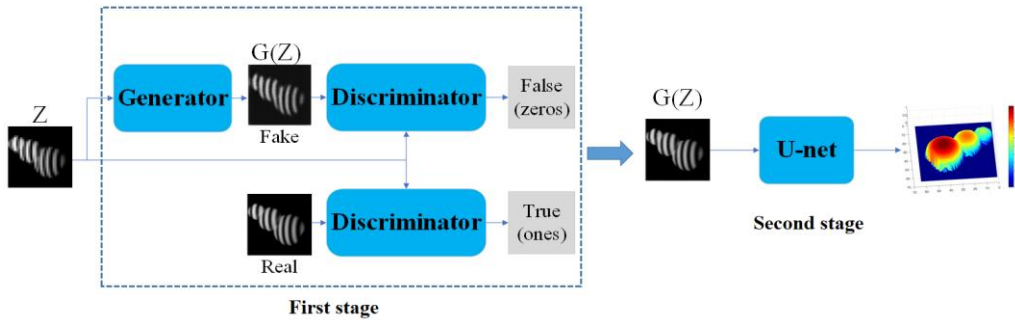 Z
Generator
G(Z)
Fake
Discriminator
False
(zeros)
Real
Discriminator
True
(ones)
First stage
G(Z)
U-net
Second stage